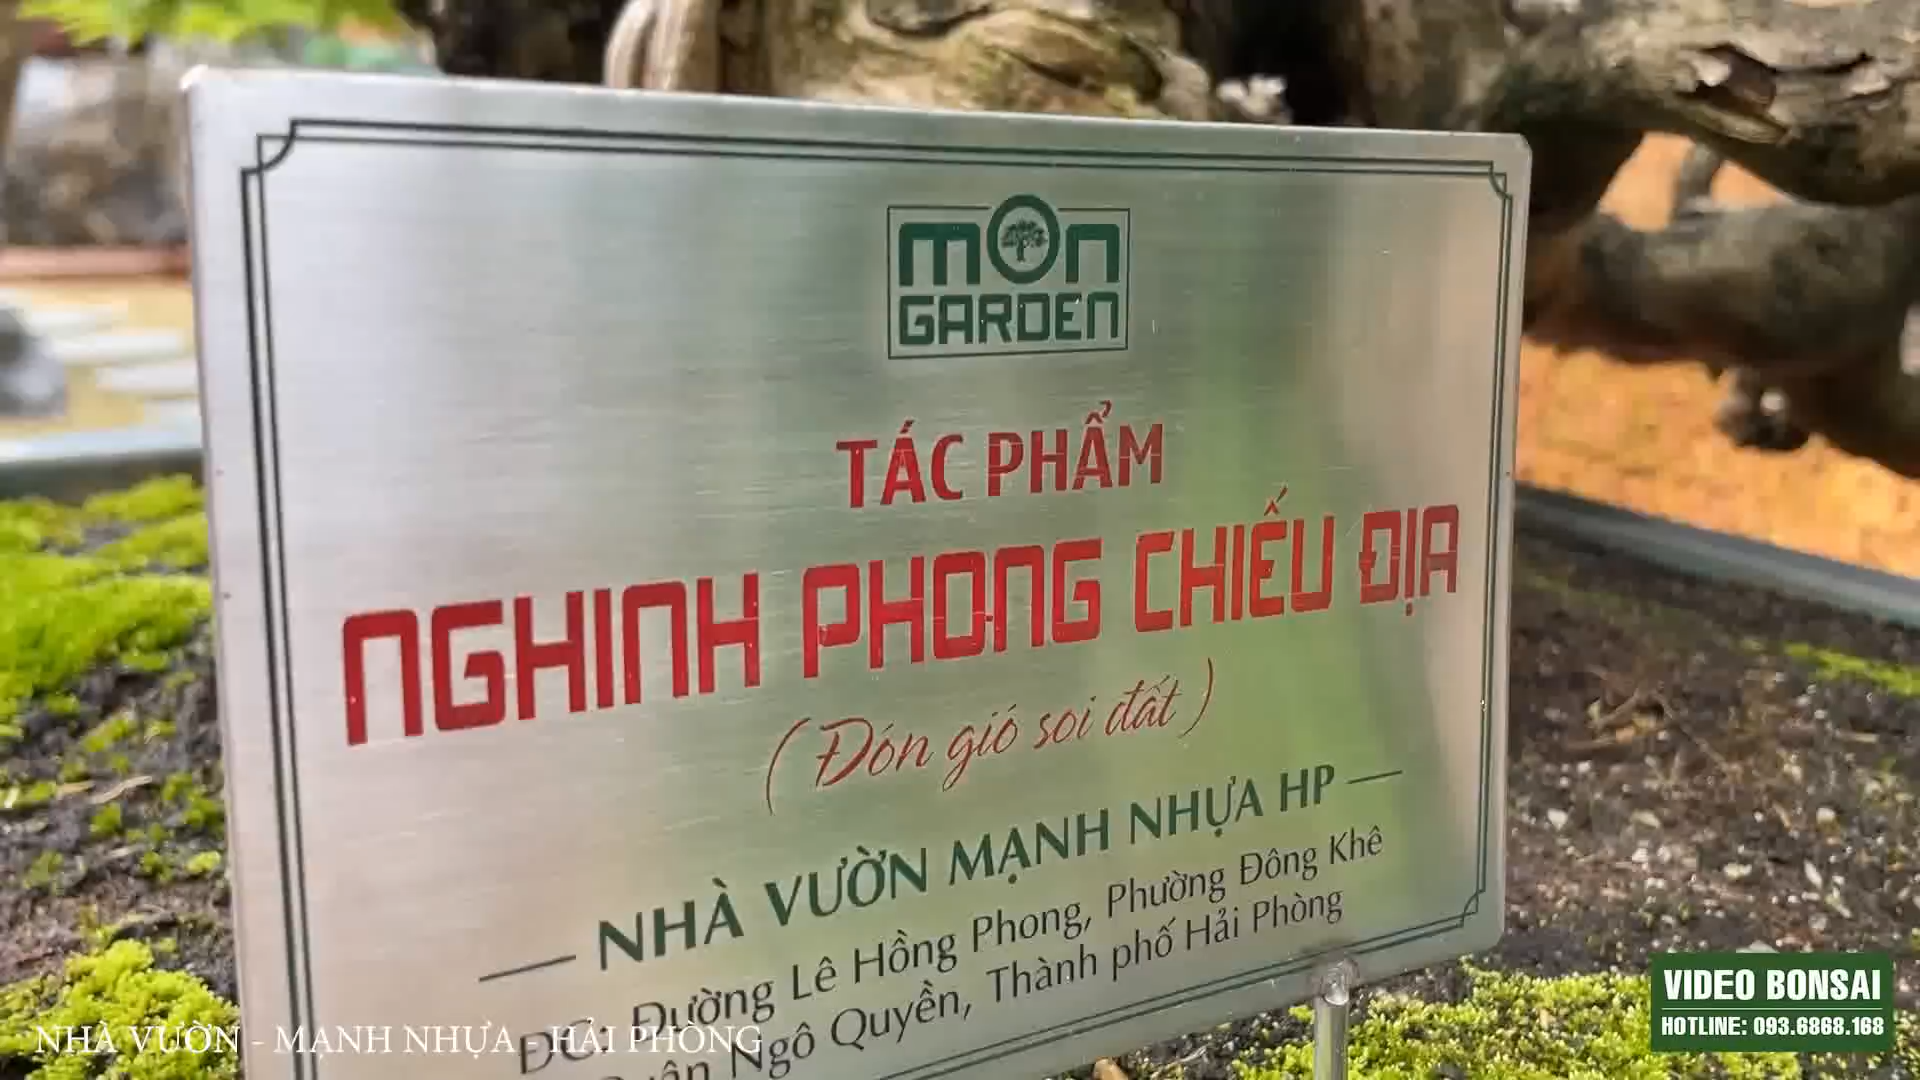 MON
GARDEN
TÁC PHẨM
NGHINH PHONG CHIẾU ĐỊA
(Đón gió soi đất)
NHÀ VƯỜN MẠNH NHỰA HP
ĐC: Đường Lê Hồng Phong, Phường Đông Khê
Quận Ngô Quyền, Thành phố Hải Phòng
NHÀ VƯỜN - MẠNH NHỰA - HẢI PHÒNG
VIDEO BONSAI
HOTLINE: 093.6868.168